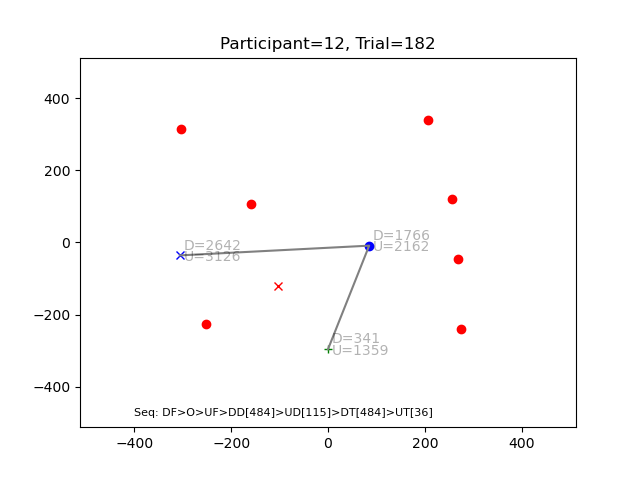 Participant=12, Trial=182
400
200
0
−200
−400
D=1766
U=2162
D=2642
U=3126
D=341
U=1359
Seq: DF>O>UF>DD[484]>UD[115]>DT[484]>UT[36]
−400
−200
0
200
400